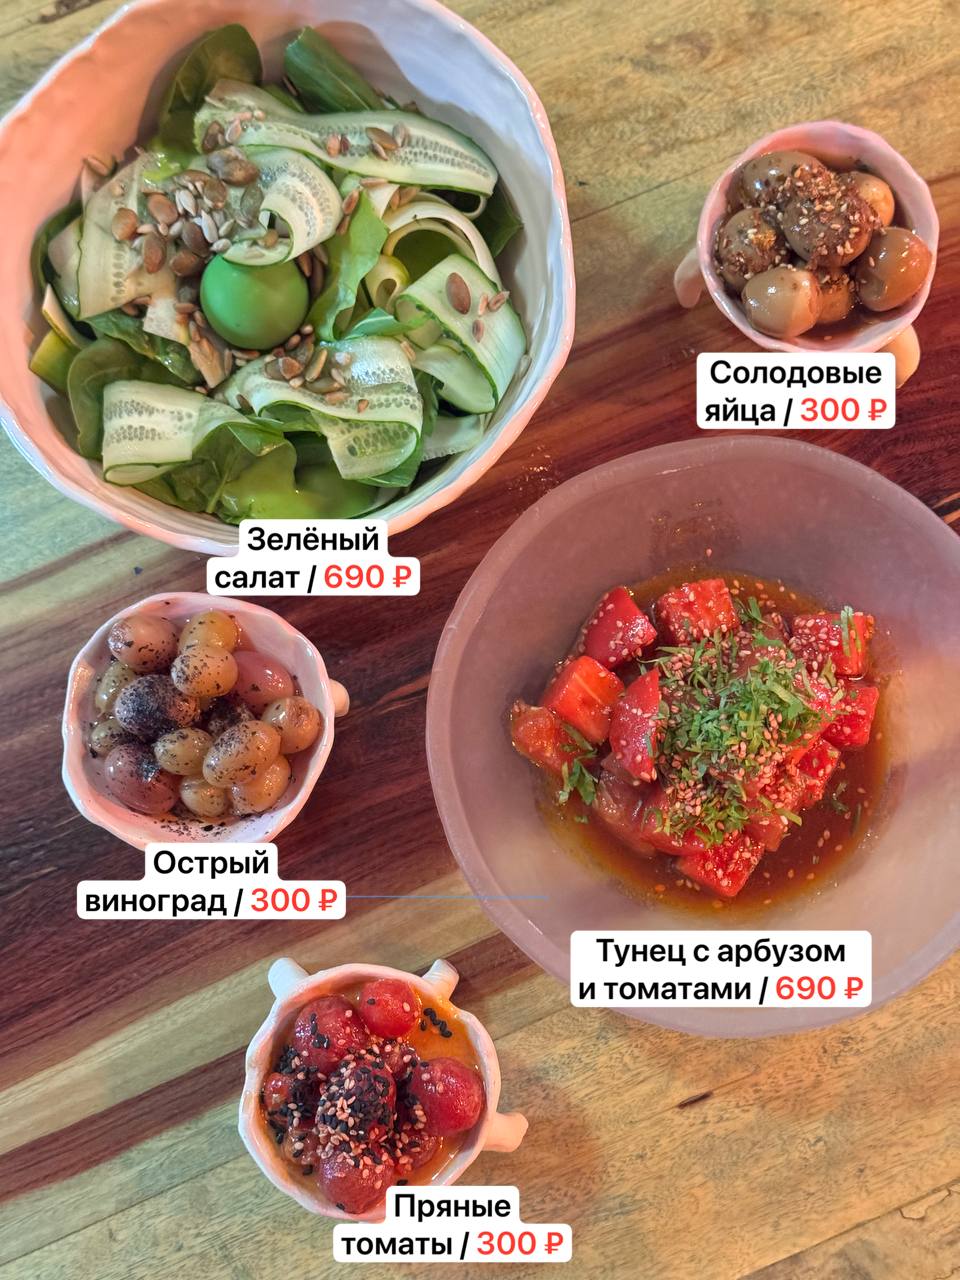 Солодовые
яйца / 300 ₽
Зелёный
салат / 690 ₽
Острый
виноград / 300 ₽
Тунец с арбузом
и томатами / 690 ₽
Пряные
томаты / 300 ₽